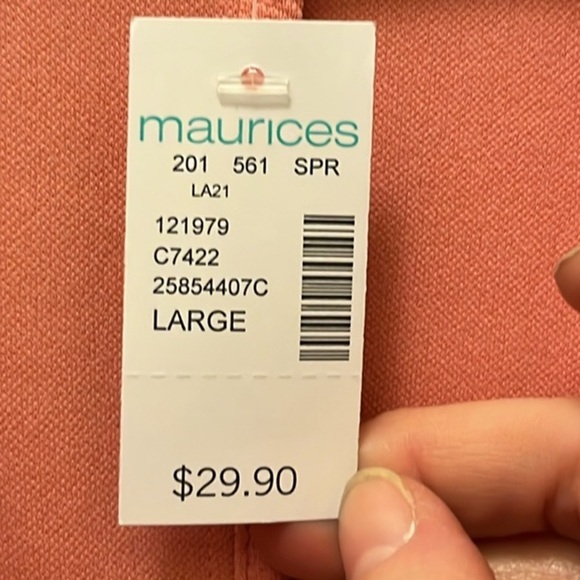 maurices
201 561 SPR
LA21
121979
C7422
25854407C
LARGE
$29.90